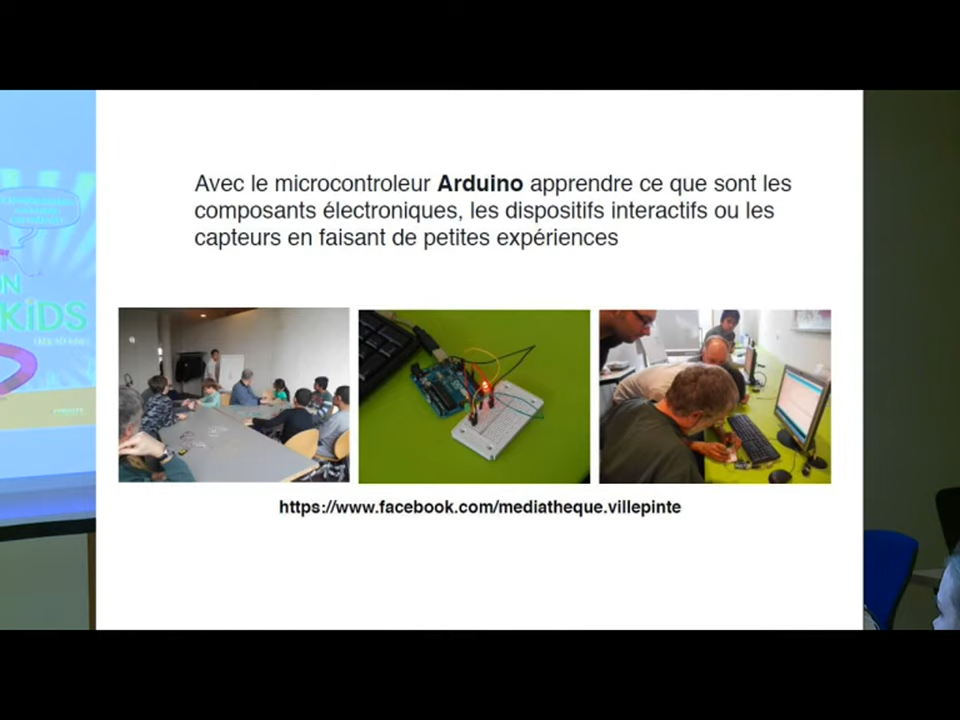 Avec le microcontroleur Arduino apprendre ce que sont les
composants électroniques, les dispositifs interactifs ou les
capteurs en faisant de petites expériences
https://www.facebook.com/mediatheque.villepinte
KiDS